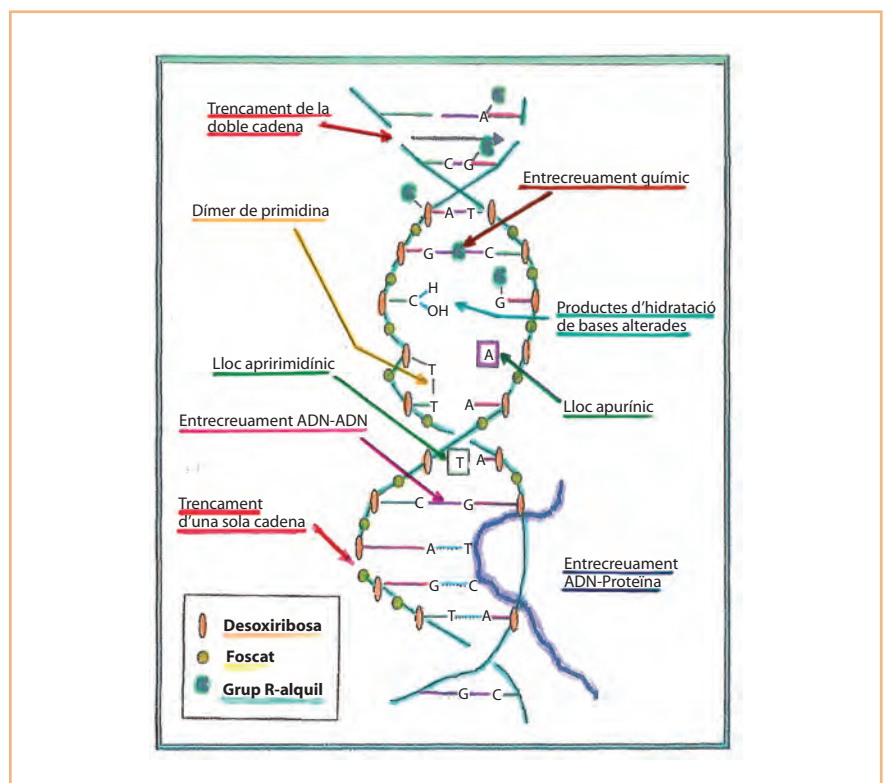 Trencament de la
doble cadena
A
C G
Entrecreuament químic
Dímer de primidina
A T
G C
H
C
OH
G
Productes d'hidratació
de bases alterades
Lloc apririmidínic
T
A
T
A
Lloc apurínic
Entrecreuament ADN-ADN
T A
Trencament
d'una sola cadena
C G
A T
Entrecreuament
ADN-Proteïna
G C
T A
Desoxiribosa
Foscat
Grup R-alquil
G C